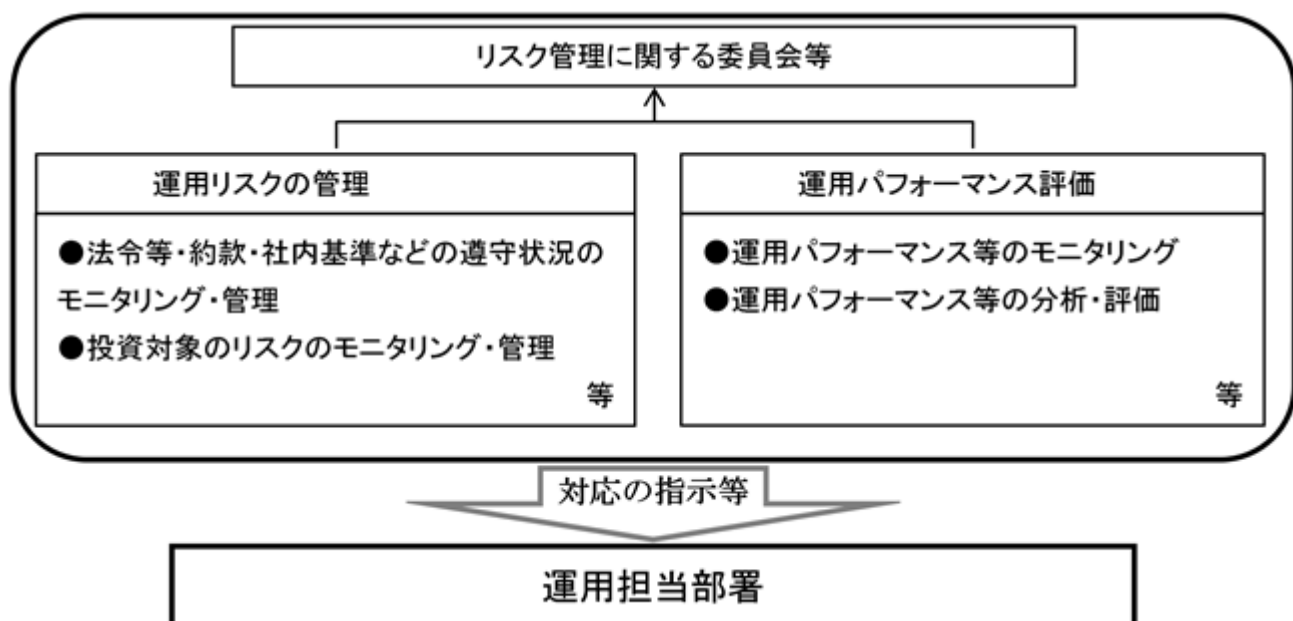 リスク管理に関する委員会等
運用リスクの管理
●法令等・約款・社内基準などの遵守状況の
モニタリング・管理
●投資対象のリスクのモニタリング・管理
等
運用パフォーマンス評価
●運用パフォーマンス等のモニタリング
●運用パフォーマンス等の分析・評価
等
対応の指示等
運用担当部署